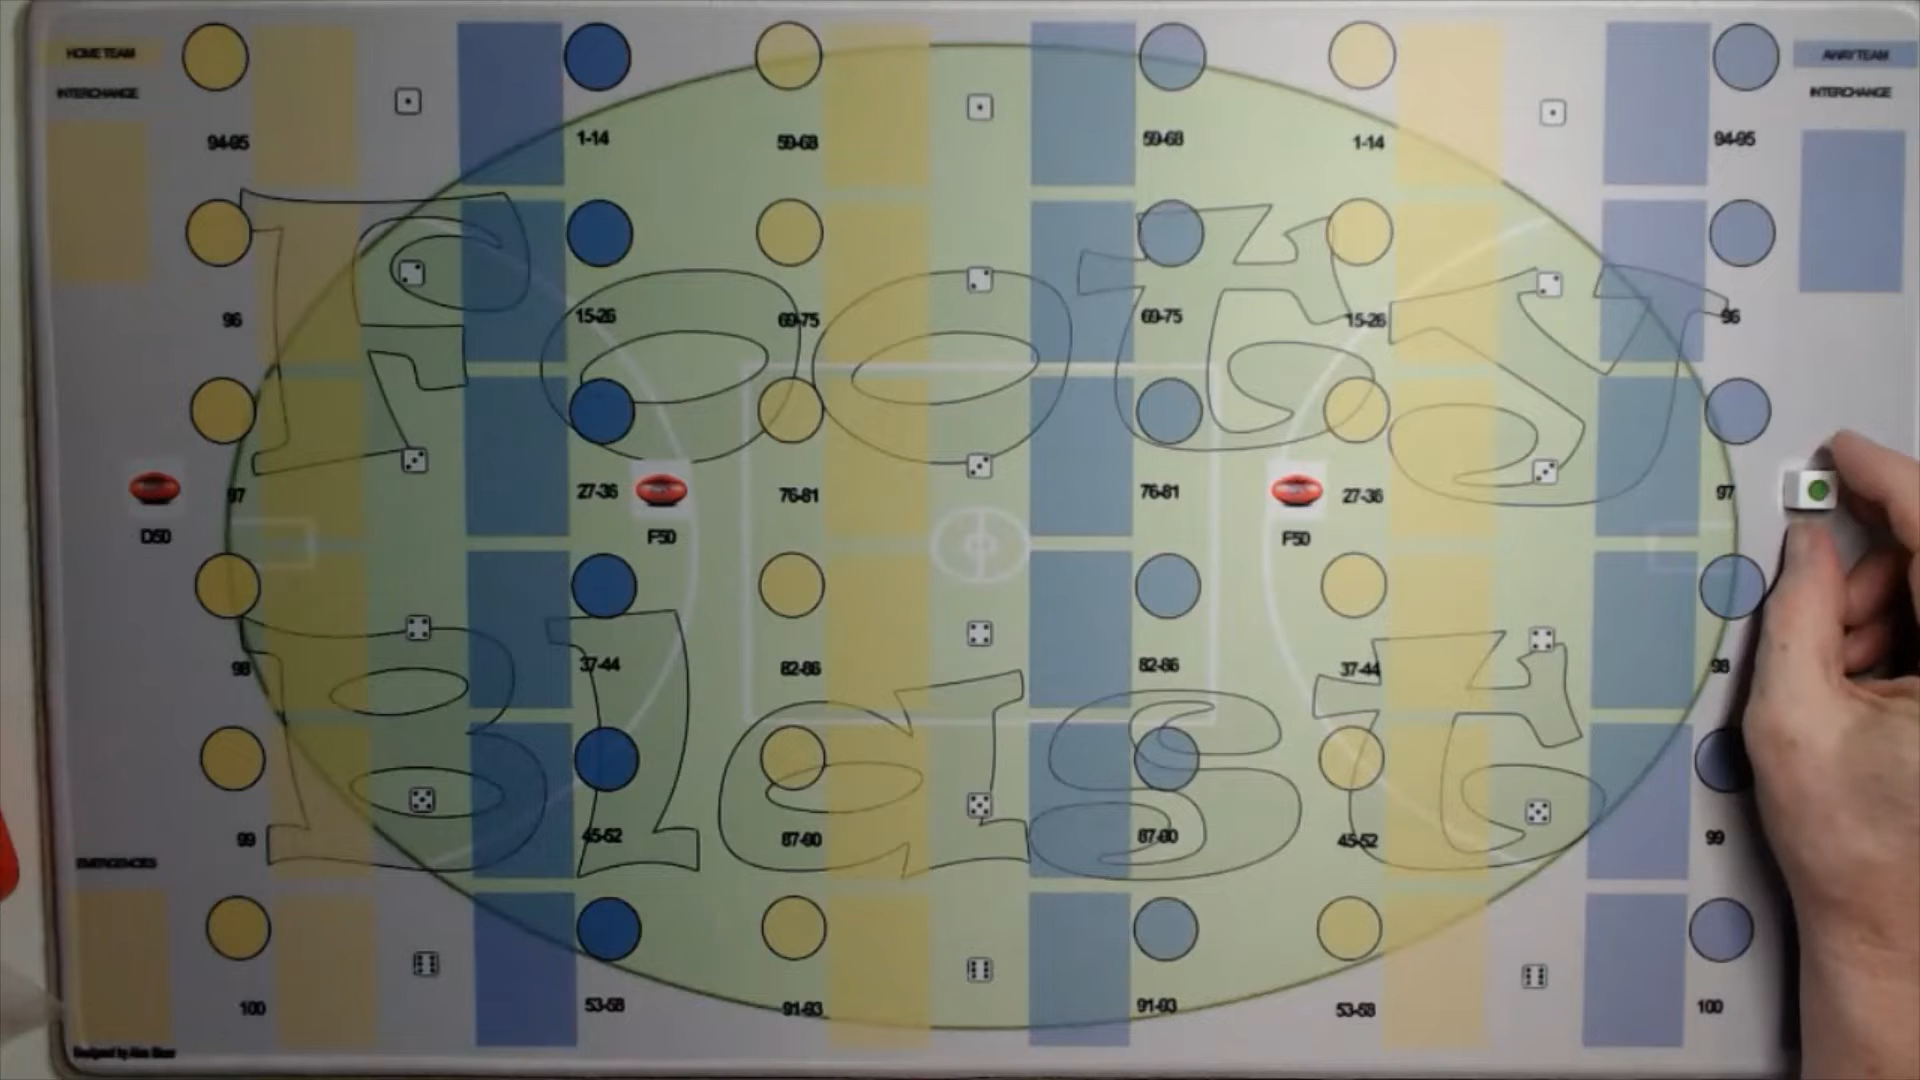 HOME TEAM
AWAY TEAM
INTERCHANGE
INTERCHANGE
94-95 1-14 59-68 59-68 1-14 94-95
Footy
96 15-26 69-75 69-75 15-26 96
97 27-36 76-81 76-81 27-36 97
D50 F50 F50
Blast
98 37-44 82-86 82-86 37-44 98
99 45-52 87-90 87-90 45-52 99
EMERGENCIES
100 53-58 91-93 91-93 53-58 100
Designed by